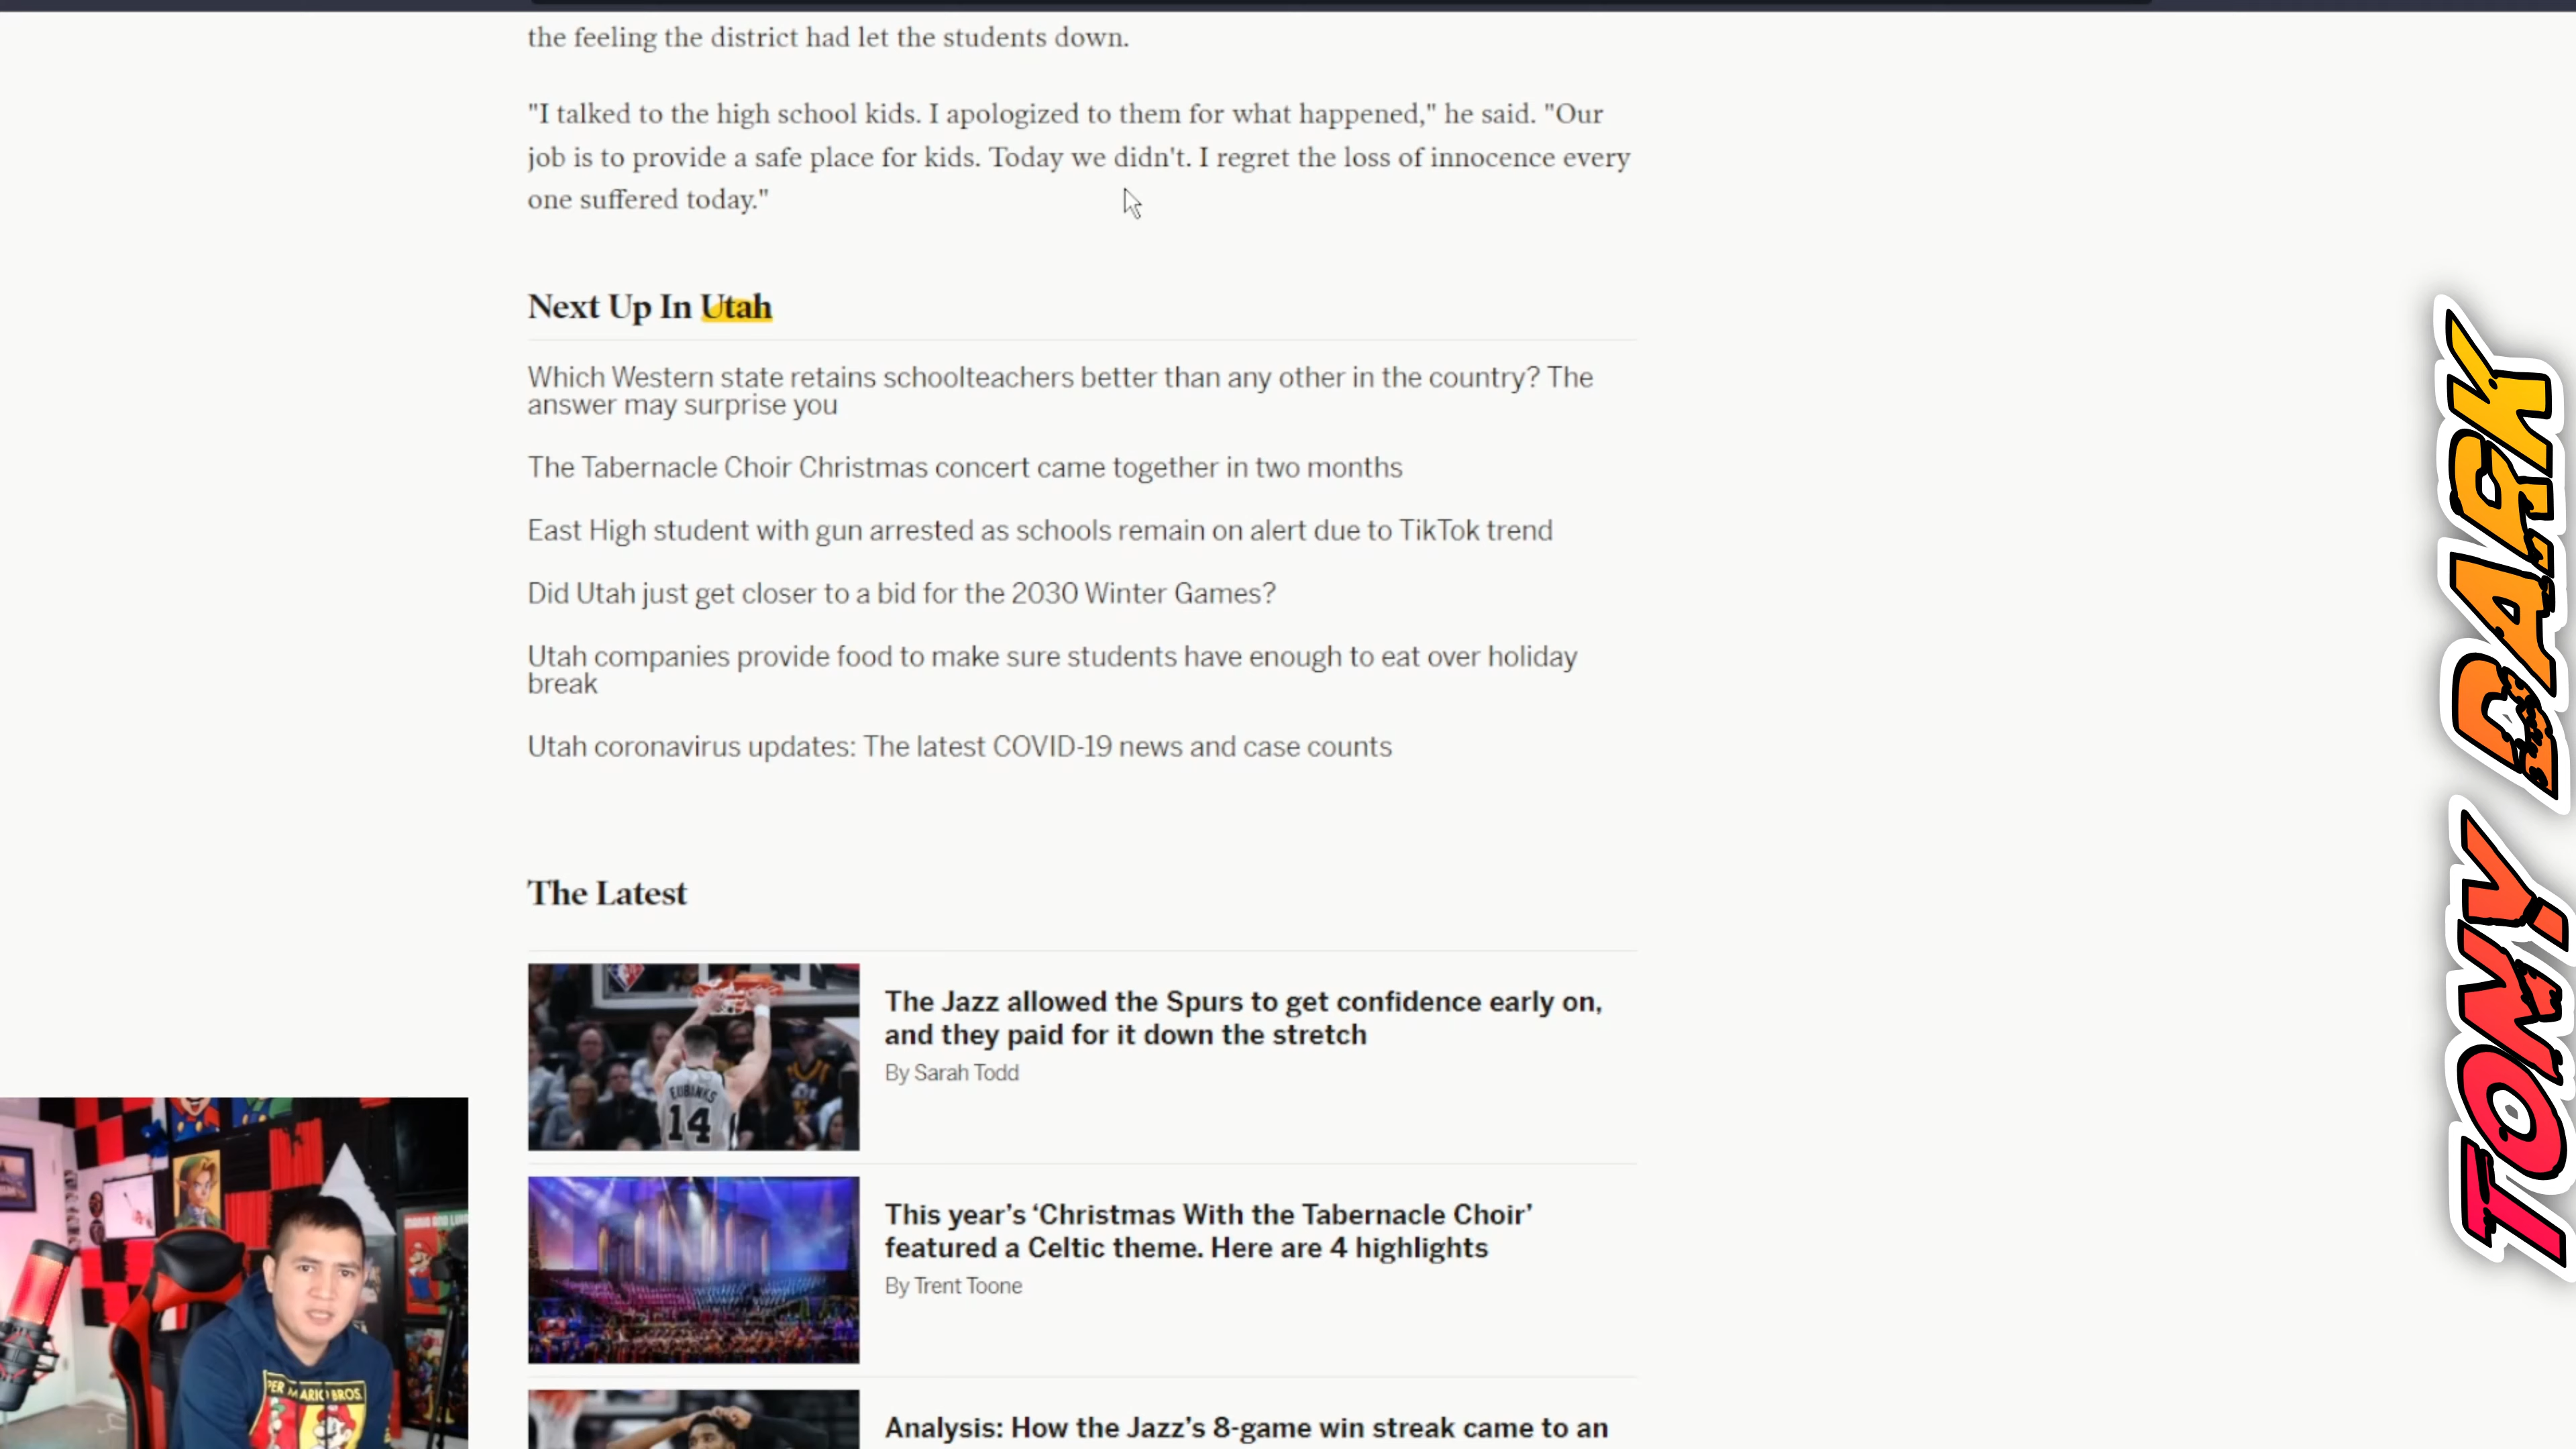 the feeling the district had let the students down.
"I talked to the high school kids. I apologized to them for what happened," he said. "Our
job is to provide a safe place for kids. Today we didn't. I regret the loss of innocence every
one suffered today."
Next Up In Utah
Which Western state retains schoolteachers better than any other in the country? The
answer may surprise you
The Tabernacle Choir Christmas concert came together in two months
East High student with gun arrested as schools remain on alert due to TikTok trend
Did Utah just get closer to a bid for the 2030 Winter Games?
Utah companies provide food to make sure students have enough to eat over holiday
break
Utah coronavirus updates: The latest COVID-19 news and case counts
The Latest
The Jazz allowed the Spurs to get confidence early on,
and they paid for it down the stretch
By Sarah Todd
EUBANKS
14
This year’s ‘Christmas With the Tabernacle Choir’
featured a Celtic theme. Here are 4 highlights
By Trent Toone
Analysis: How the Jazz’s 8-game win streak came to an
TOMY DARK
MARIO BROS.